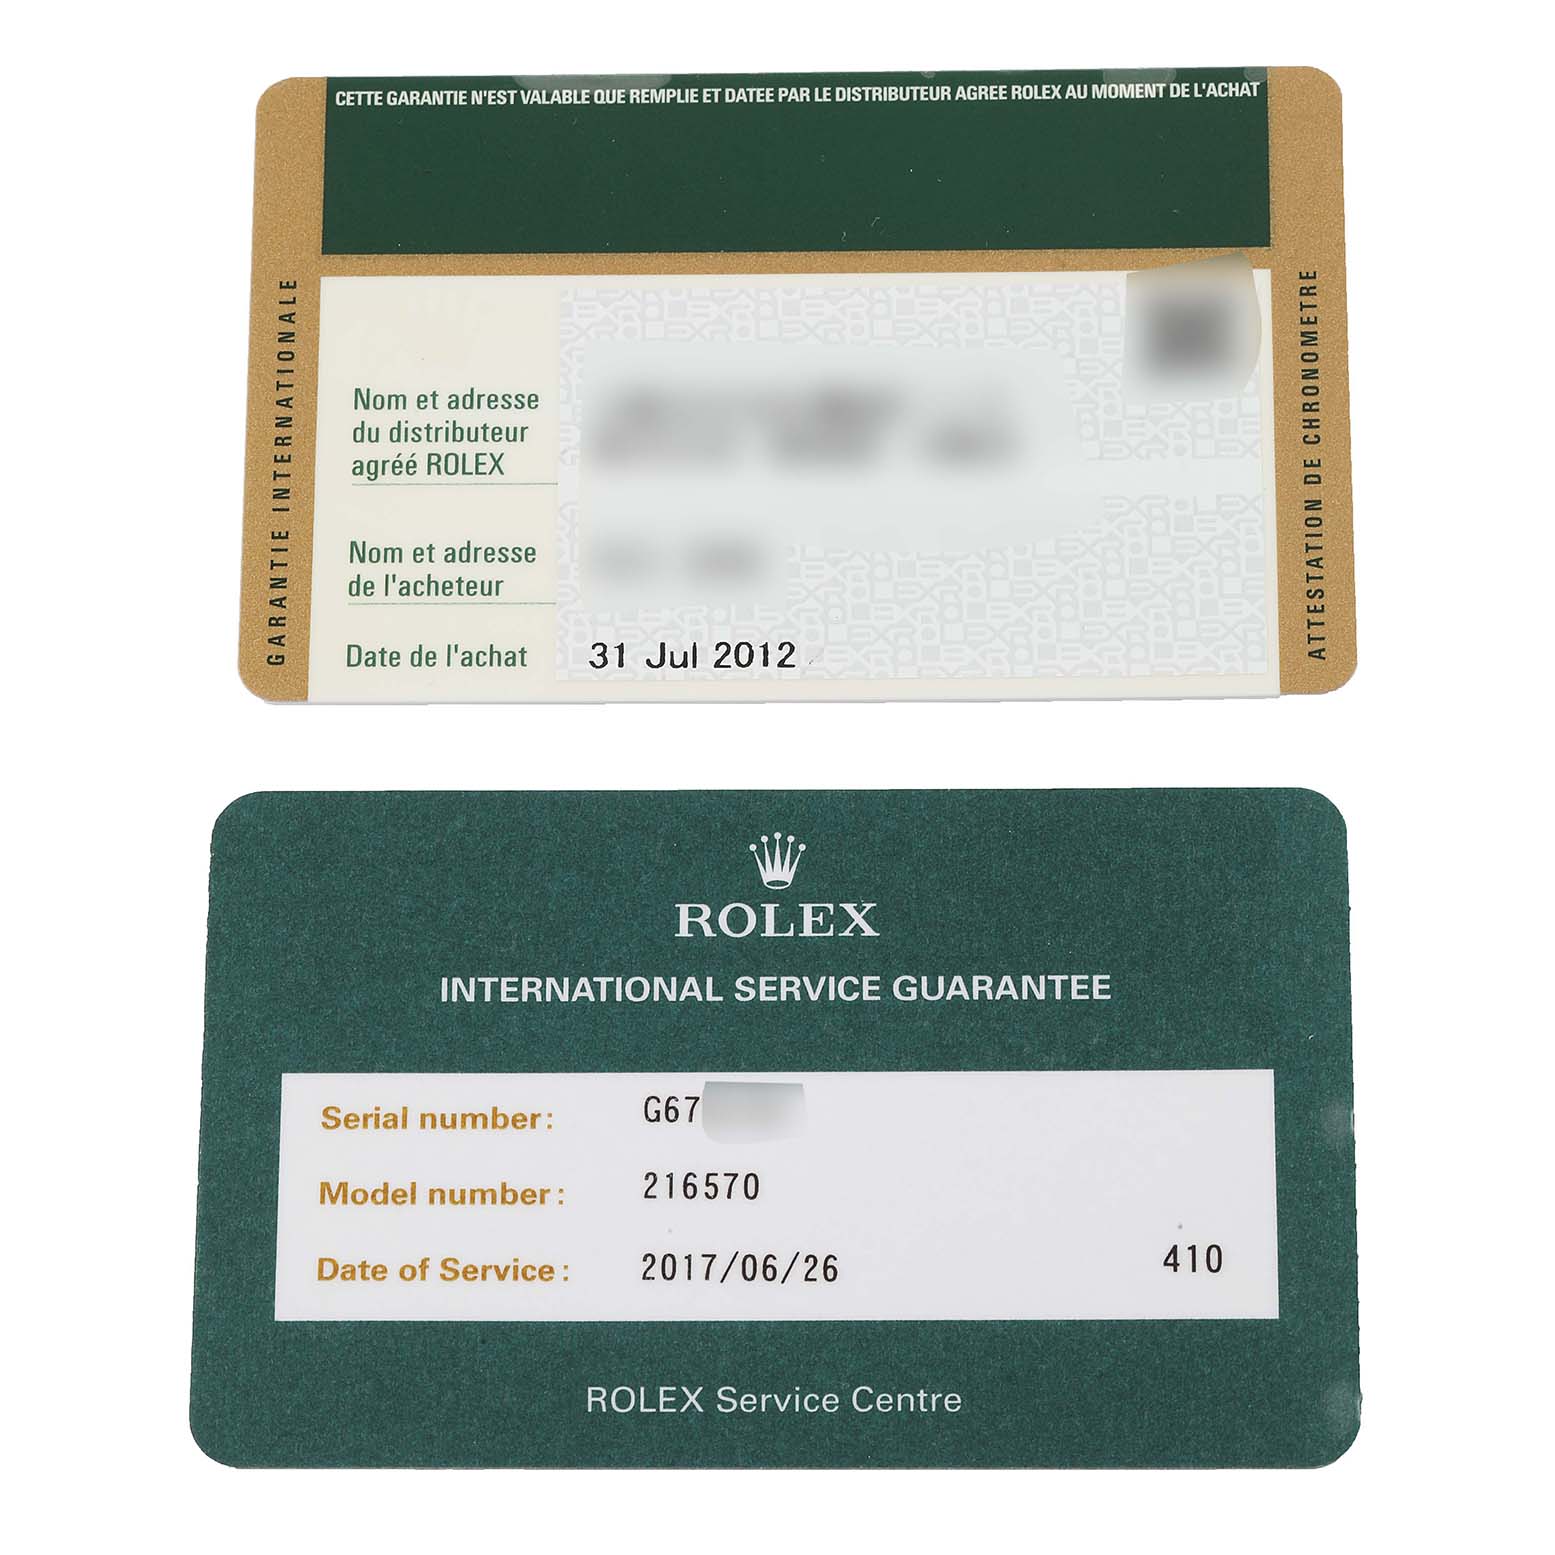 CETTE GARANTIE N'EST VALABLE QUE REMPLIE ET DATEE PAR LE DISTRIBUTEUR AGREE ROLEX AU MOMENT DE L'ACHAT
GARANTIE INTERNATIONALE
Nom et adresse
du distributeur
agréé ROLEX
Nom et adresse
de l'acheteur
Date de l'achat 31 Jul 2012
ATTESTATION DE CHRONOMETRE
ROLEX
INTERNATIONAL SERVICE GUARANTEE
Serial number: G67
Model number: 216570
Date of Service: 2017/06/26 410
ROLEX Service Centre